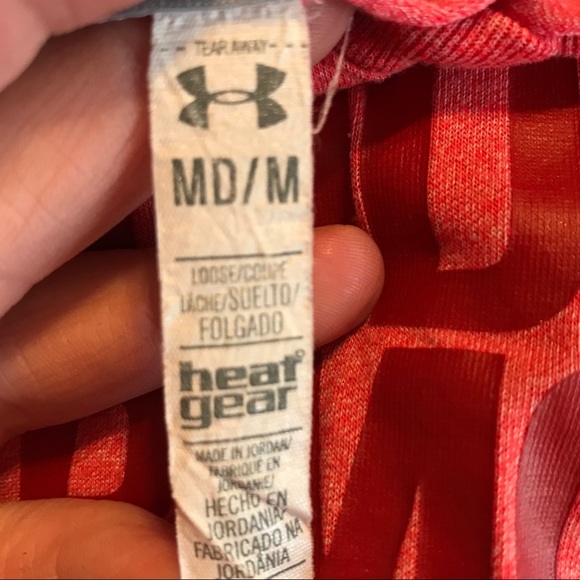 TEAR AWAY
MD/M
LOOSE/COUPE
LÂCHE/SUELTO/
FOLGADO
heat
gear
MADE IN JORDAN/
FABRIQUÉ EN
JORDANIE/
HECHO EN
JORDANIA/
FABRICADO NA
JORDÂNIA